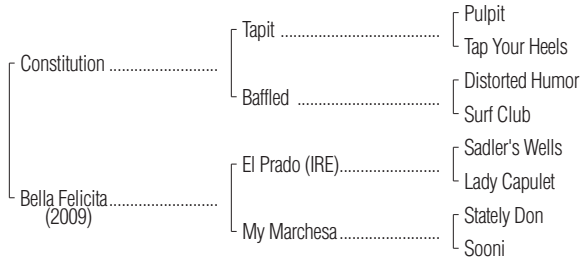 Pulpit
Tapit ........................................
Tap Your Heels
Constitution ...........................
Distorted Humor
Baffled ....................................
Surf Club
Sadler's Wells
El Prado (IRE).........................
Lady Capulet
Bella Felicita...........................
(2009)
Stately Don
My Marchesa.........................
Sooni